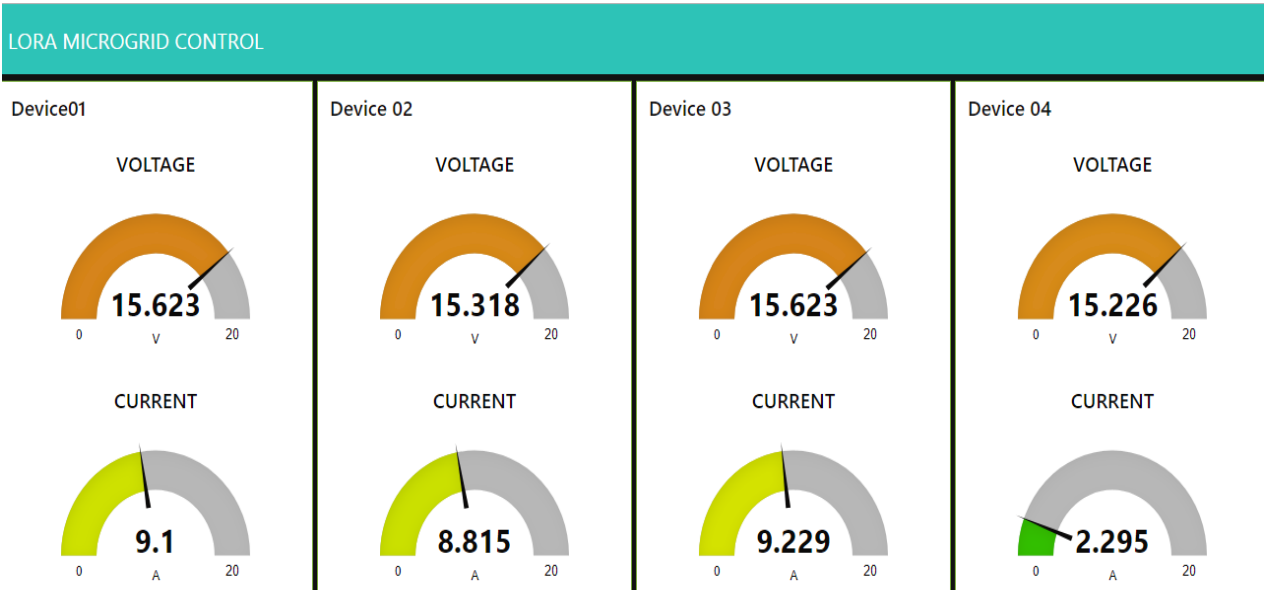 LORA MICROGRID CONTROL
Device01
VOLTAGE
15.623
0
V
20
CURRENT
9.1
0
A
20
Device 02
VOLTAGE
15.318
0
V
20
CURRENT
8.815
0
A
20
Device 03
VOLTAGE
15.623
0
V
20
CURRENT
9.229
0
A
20
Device 04
VOLTAGE
15.226
0
V
20
CURRENT
2.295
0
A
20